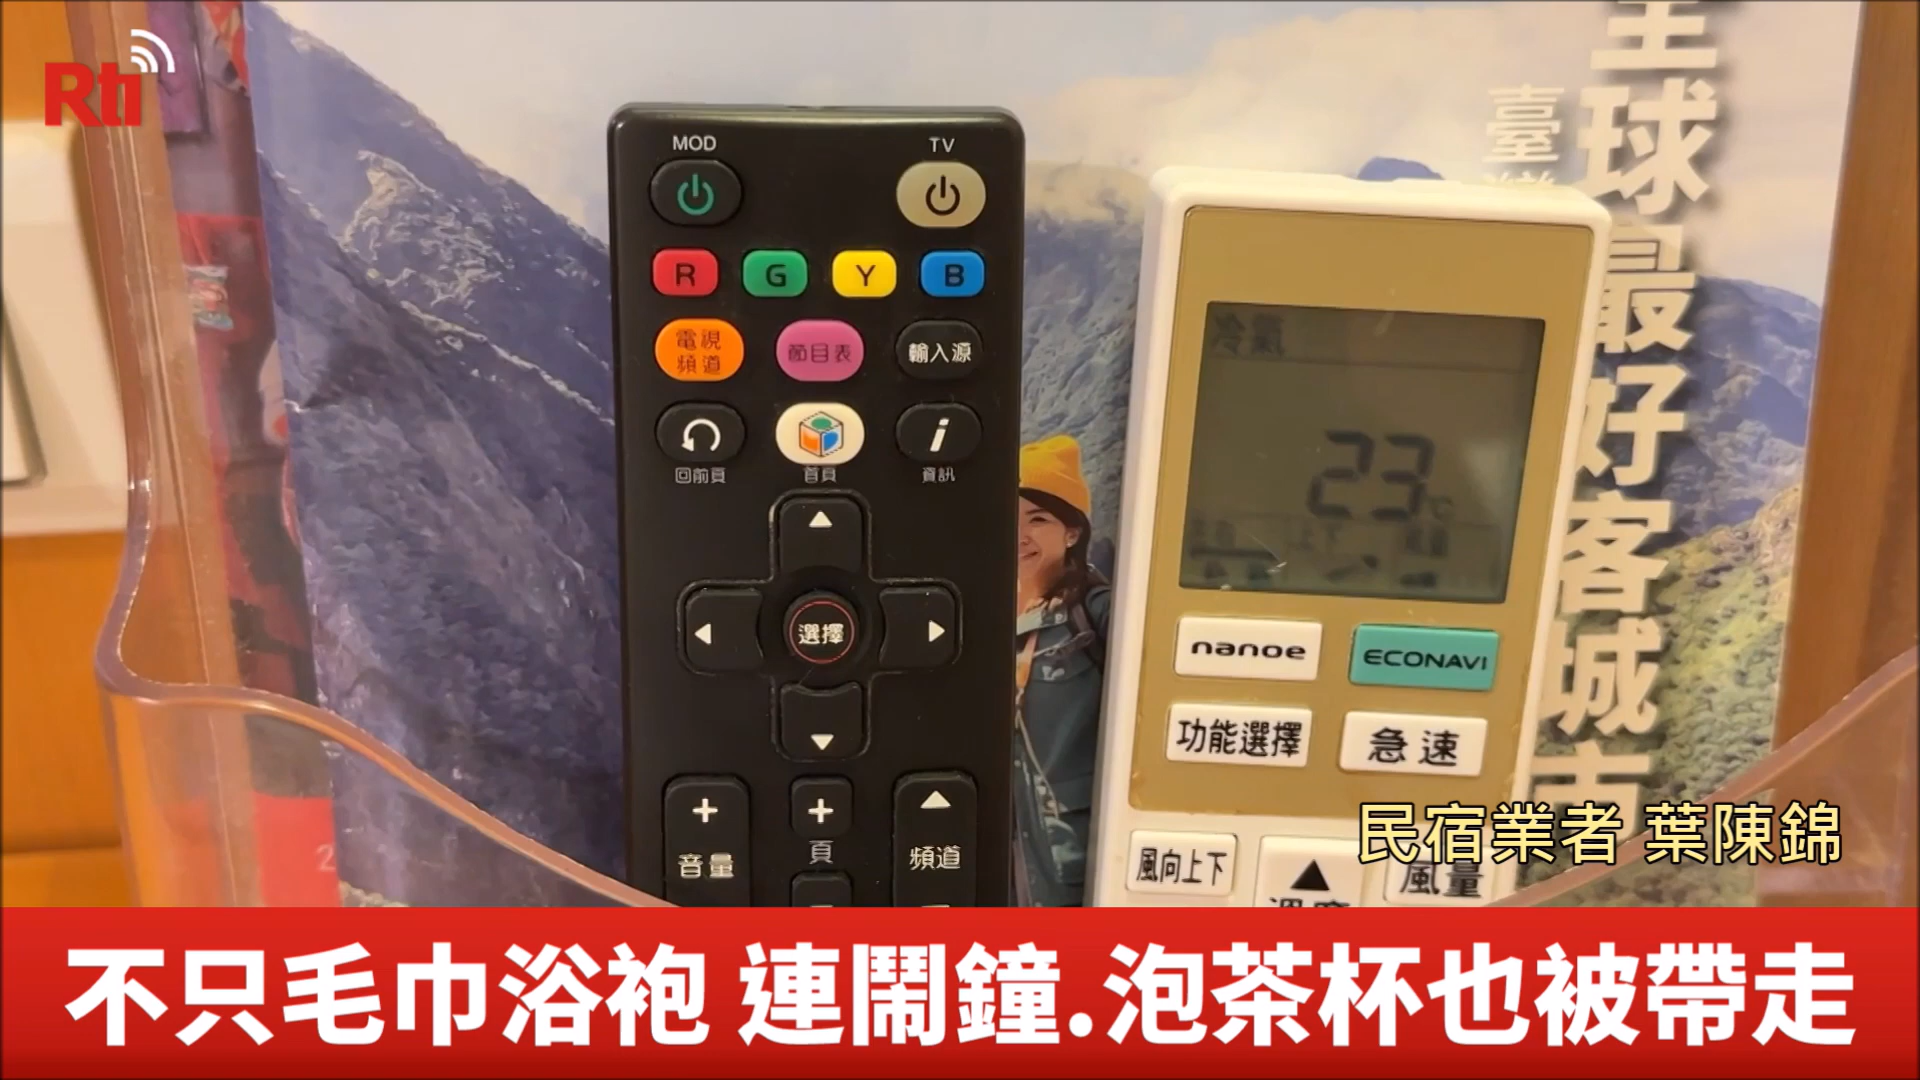 Rti
全球最好客城市
臺灣
MOD
TV
R
G
Y
B
電視
頻道
節目表
輸入源
回前頁
首頁
i
資訊
選擇
+
音量
+
頁
頻道
冷氣
23°C
nanoe
ECONAVI
功能選擇
急速
風向上下
風量
民宿業者 葉陳錦
不只毛巾浴袍 連鬧鐘.泡茶杯也被帶走